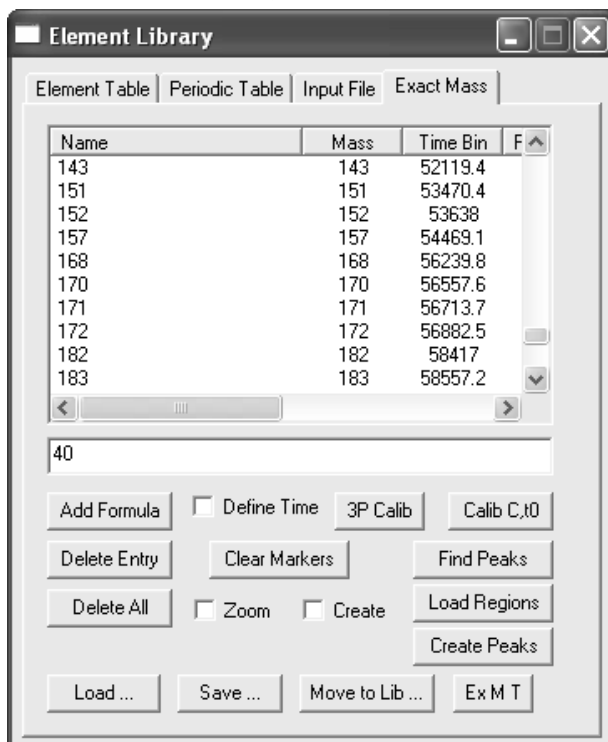 Element Library
Element Table Periodic Table Input File Exact Mass
Name Mass Time Bin F
143 143 52119.4
151 151 53470.4
152 152 53638
157 157 54469.1
168 168 56239.8
170 170 56557.6
171 171 56713.7
172 172 56882.5
182 182 58417
183 183 58557.2
40
Add Formula Define Time 3P Calib Calib C,t0
Delete Entry Clear Markers Find Peaks
Delete All Zoom Create Load Regions
Create Peaks
Load ... Save ... Move to Lib ... Ex M T